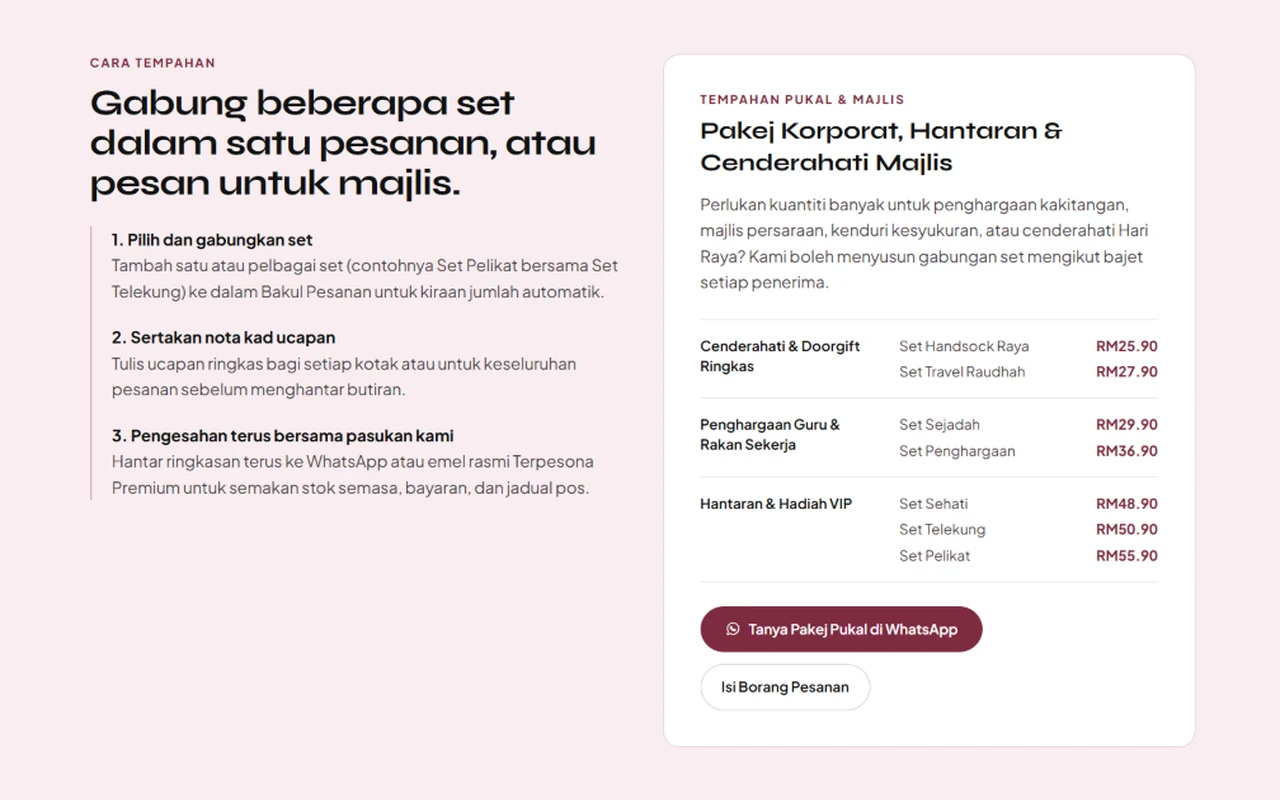 CARA TEMPAHAN
Gabung beberapa set
dalam satu pesanan, atau
pesan untuk majlis.
1. Pilih dan gabungkan set
Tambah satu atau pelbagai set (contohnya Set Pelikat bersama Set
Telekung) ke dalam Bakul Pesanan untuk kiraan jumlah automatik.
2. Sertakan nota kad ucapan
Tulis ucapan ringkas bagi setiap kotak atau untuk keseluruhan
pesanan sebelum menghantar butiran.
3. Pengesahan terus bersama pasukan kami
Hantar ringkasan terus ke WhatsApp atau emel rasmi Terpesona
Premium untuk semakan stok semasa, bayaran, dan jadual pos.
TEMPAHAN PUKAL & MAJLIS
Pakej Korporat, Hantaran &
Cenderahati Majlis
Perlukan kuantiti banyak untuk penghargaan kakitangan,
majlis persaraan, kenduri kesyukuran, atau cenderahati Hari
Raya? Kami boleh menyusun gabungan set mengikut bajet
setiap penerima.
Cenderahati & Doorgift
Ringkas
Set Handsock Raya RM25.90
Set Travel Raudhah RM27.90
Penghargaan Guru &
Rakan Sekerja
Set Sejadah RM29.90
Set Penghargaan RM36.90
Hantaran & Hadiah VIP
Set Sehati RM48.90
Set Telekung RM50.90
Set Pelikat RM55.90
Tanya Pakej Pukal di WhatsApp
Isi Borang Pesanan